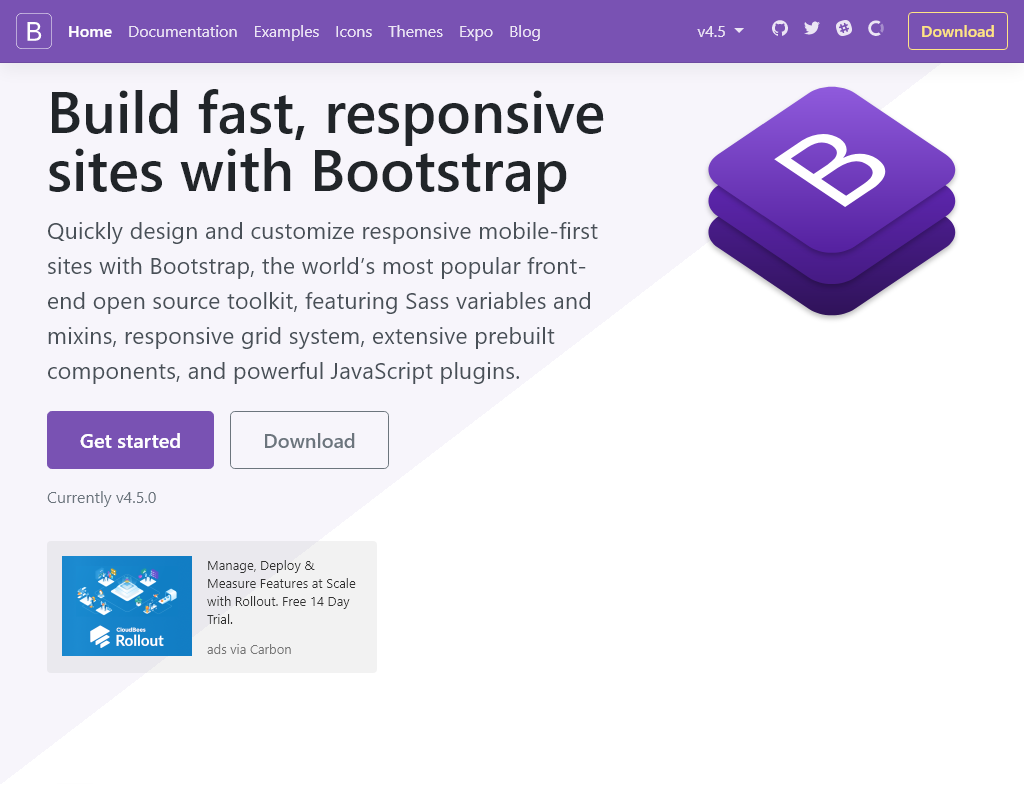 B Home Documentation Examples Icons Themes Expo Blog v4.5 Download
Build fast, responsive
sites with Bootstrap
B
Quickly design and customize responsive mobile-first
sites with Bootstrap, the world’s most popular front-
end open source toolkit, featuring Sass variables and
mixins, responsive grid system, extensive prebuilt
components, and powerful JavaScript plugins.
Get started Download
Currently v4.5.0
CloudBees
Rollout
Manage, Deploy &
Measure Features at Scale
with Rollout. Free 14 Day
Trial.
ads via Carbon